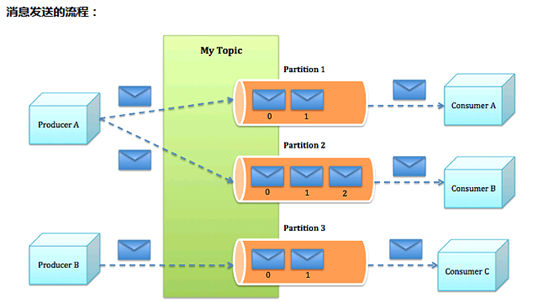 消息发送的流程：
My Topic
Partition 1
Producer A
0 1
Consumer A
Partition 2
0 1 2
Consumer B
Partition 3
Producer B
0 1
Consumer C